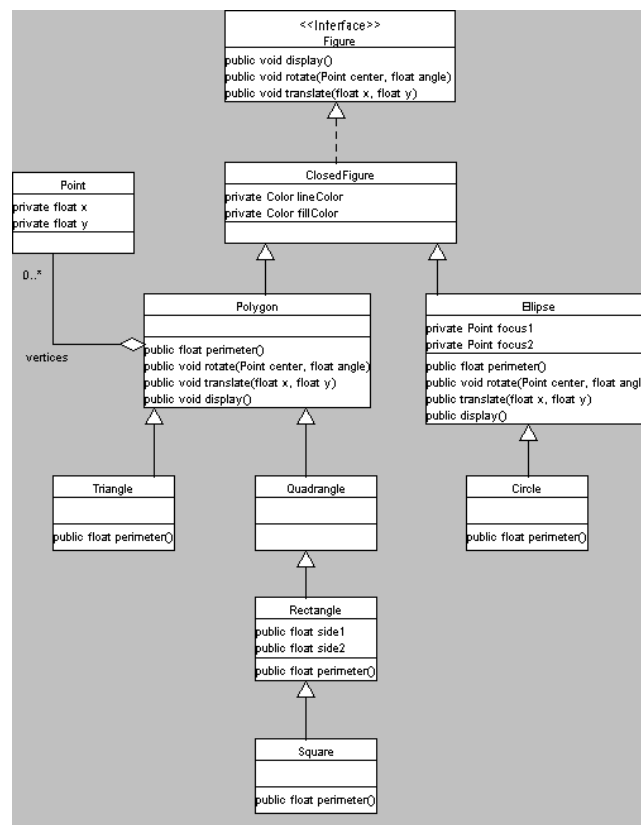 <<Interface>>
Figure
public void display()
public void rotate(Point center, float angle)
public void translate(float x, float y)
ClosedFigure
private Color lineColor
private Color fillColor
Point
private float x
private float y
0..*
vertices
Polygon
public float perimeter()
public void rotate(Point center, float angle)
public void translate(float x, float y)
public void display()
Ellipse
private Point focus1
private Point focus2
public float perimeter()
public void rotate(Point center, float angle
public translate(float x, float y)
public display()
Triangle
public float perimeter()
Quadrangle
Circle
public float perimeter()
Rectangle
public float side1
public float side2
public float perimeter()
Square
public float perimeter()